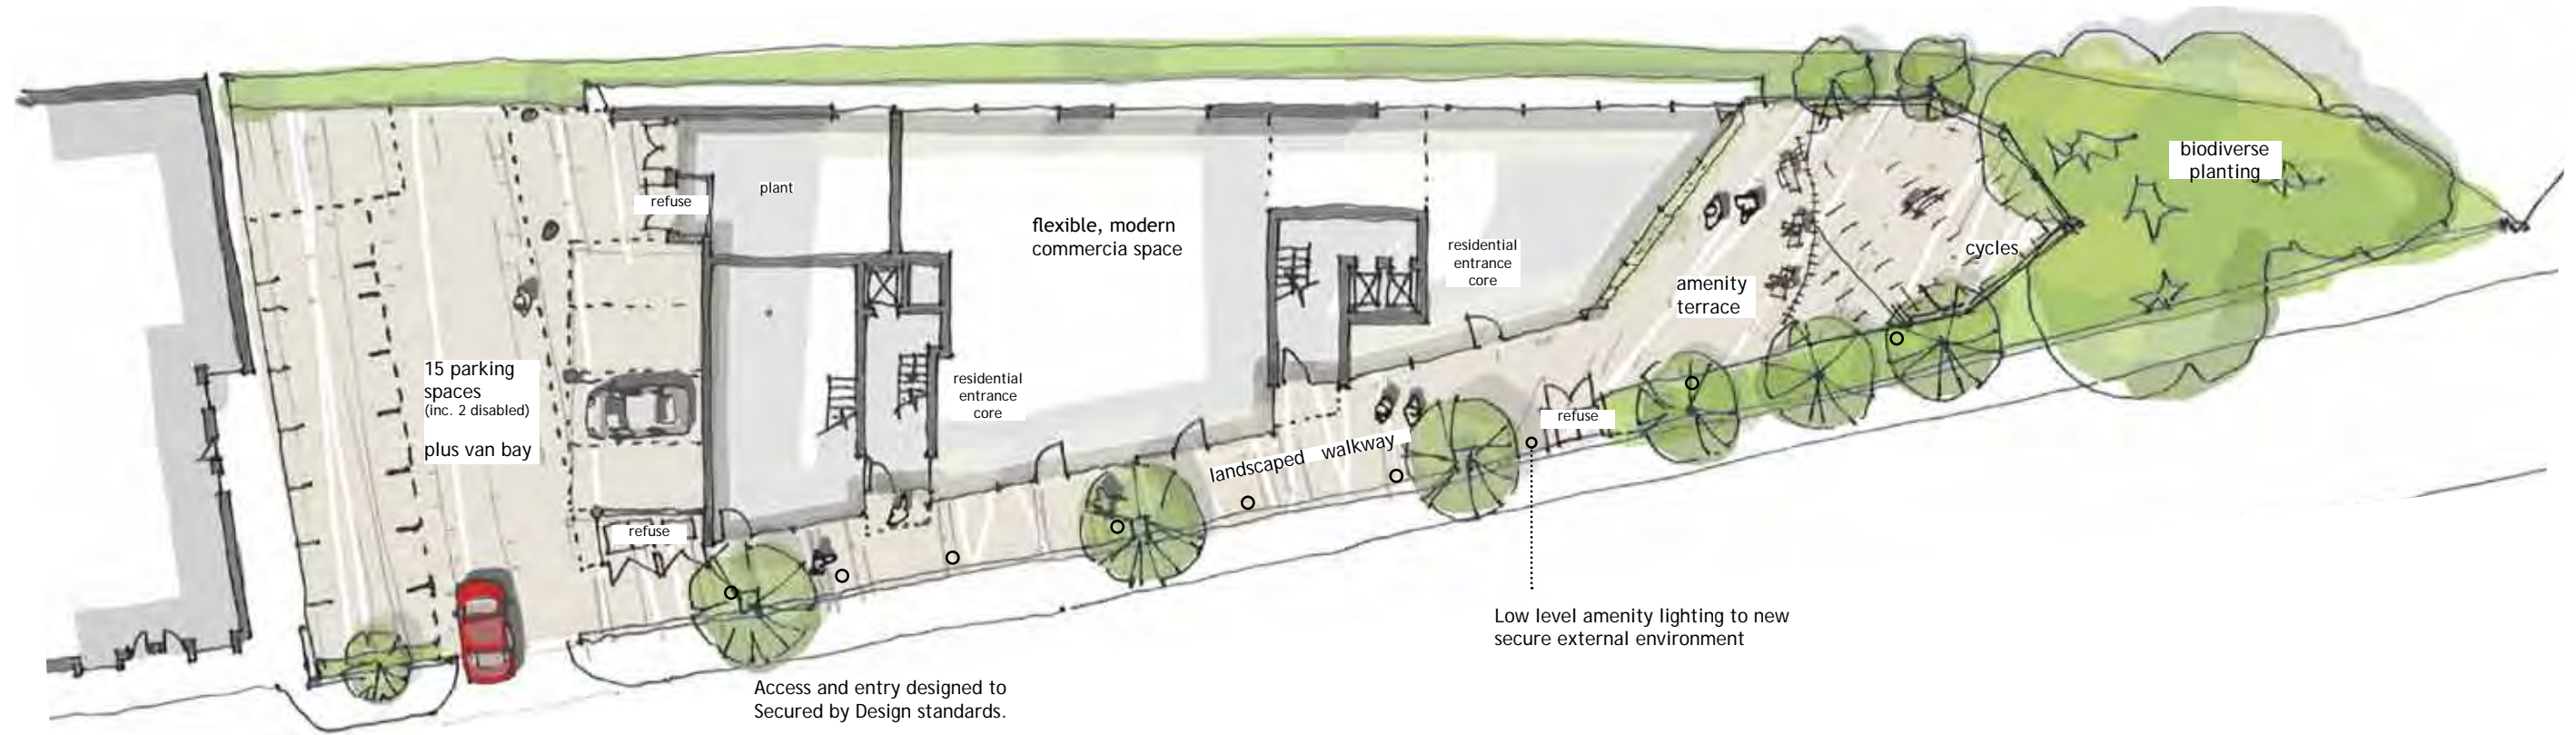 15 parking
spaces
(inc. 2 disabled)
plus van bay
refuse
refuse
plant
flexible, modern
commercia space
residential
entrance
core
residential
entrance
core
landscaped walkway
refuse
amenity
terrace
cycles
biodiverse
planting
Low level amenity lighting to new
secure external environment
Access and entry designed to
Secured by Design standards.